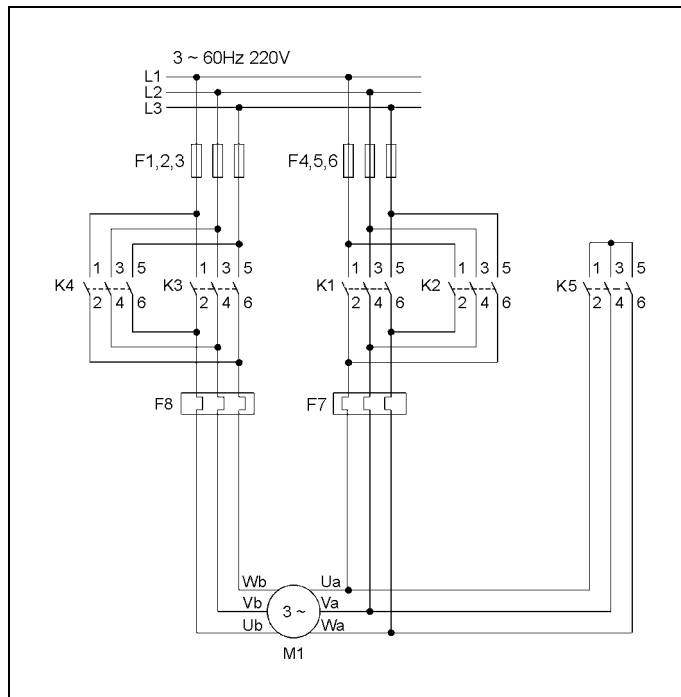 3 ~ 60Hz 220V
L1
L2
L3
F1,2,3 F4,5,6
1 3 5 1 3 5 1 3 5 1 3 5 1 3 5
K4 K3 K1 K2 K5
2 4 6 2 4 6 2 4 6 2 4 6 2 4 6
F8 F7
Wb Ua
Vb 3 ~ Va
Ub Wa
M1